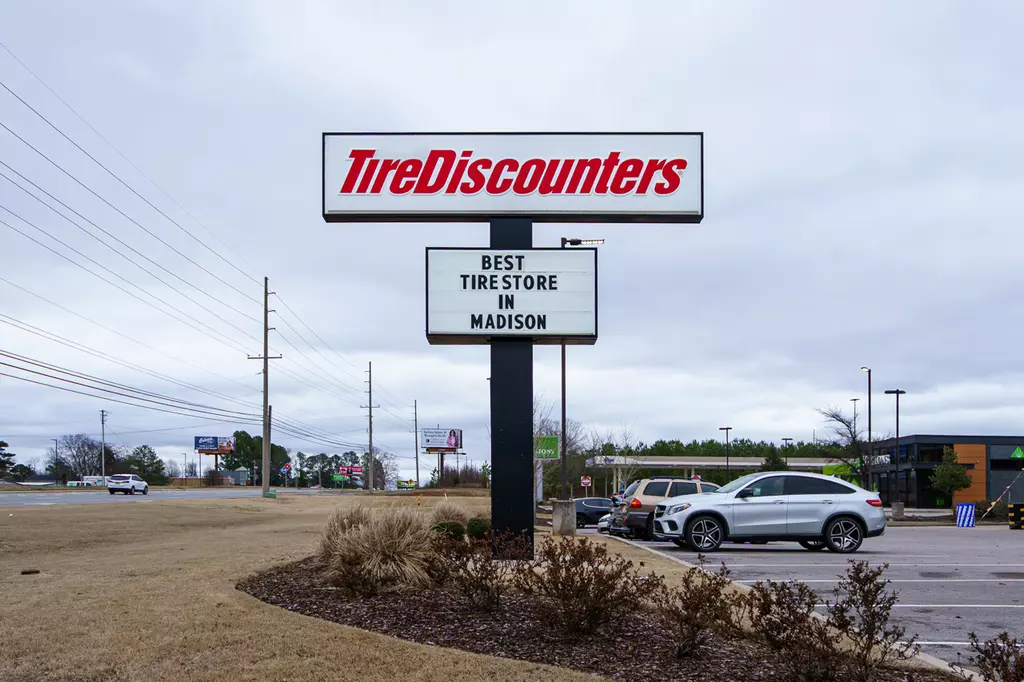 TireDiscounters
BEST
TIRE STORE
IN
MADISON